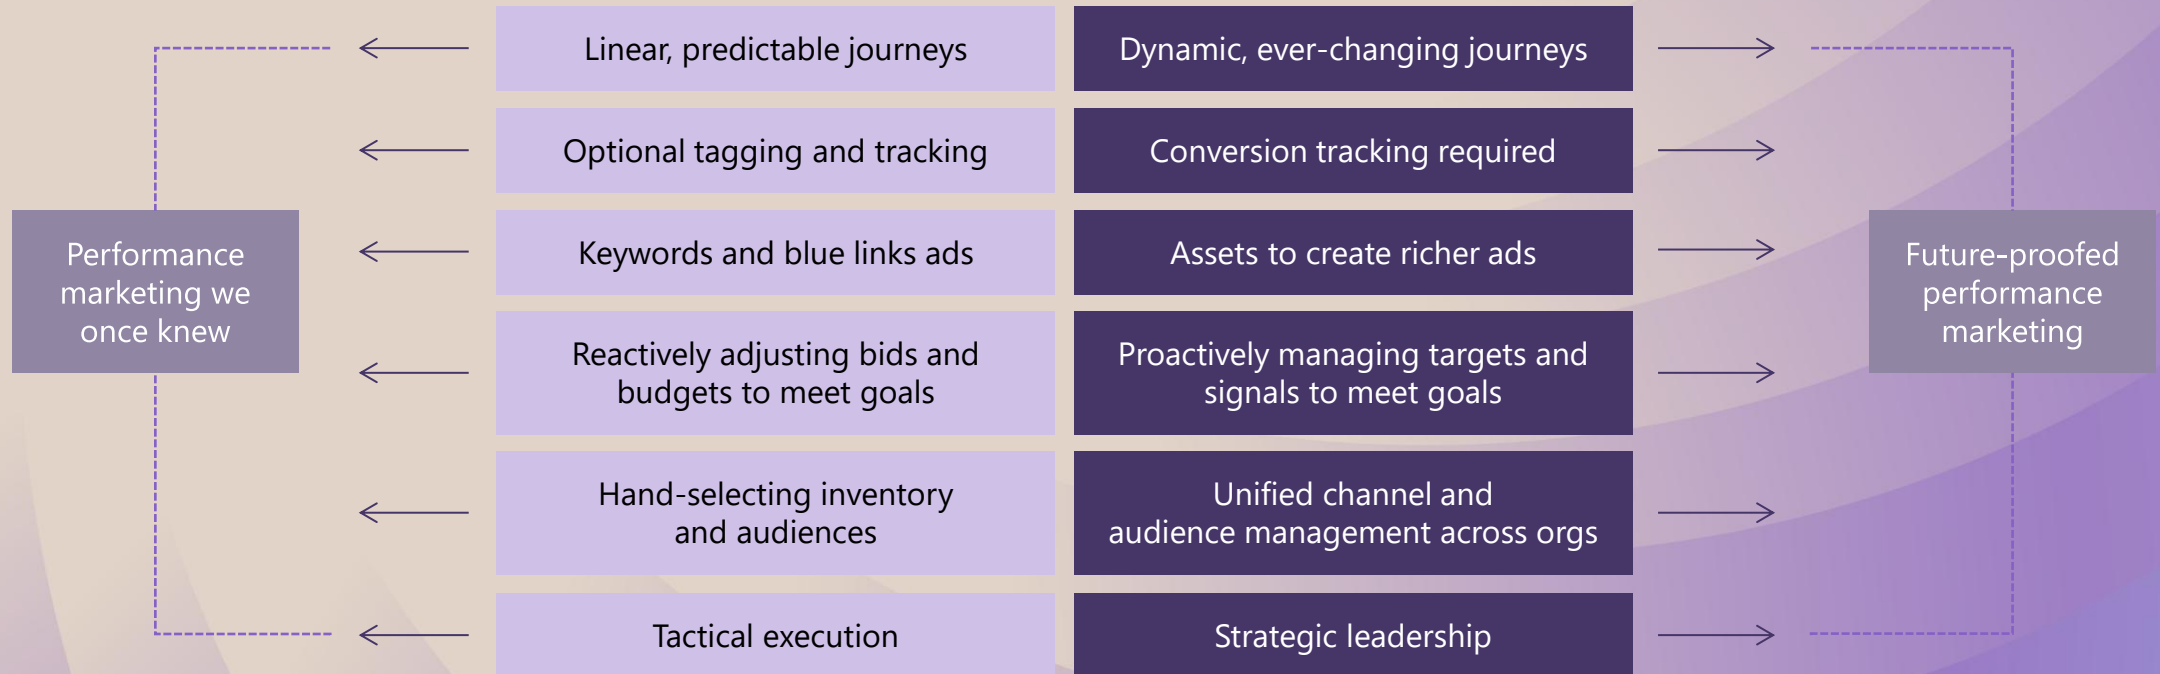 Linear, predictable journeys
Dynamic, ever-changing journeys
Optional tagging and tracking
Conversion tracking required
Performance
marketing we
once knew
Keywords and blue links ads
Assets to create richer ads
Future-proofed
performance
marketing
Reactively adjusting bids and
budgets to meet goals
Proactively managing targets and
signals to meet goals
Hand-selecting inventory
and audiences
Unified channel and
audience management across orgs
Tactical execution
Strategic leadership